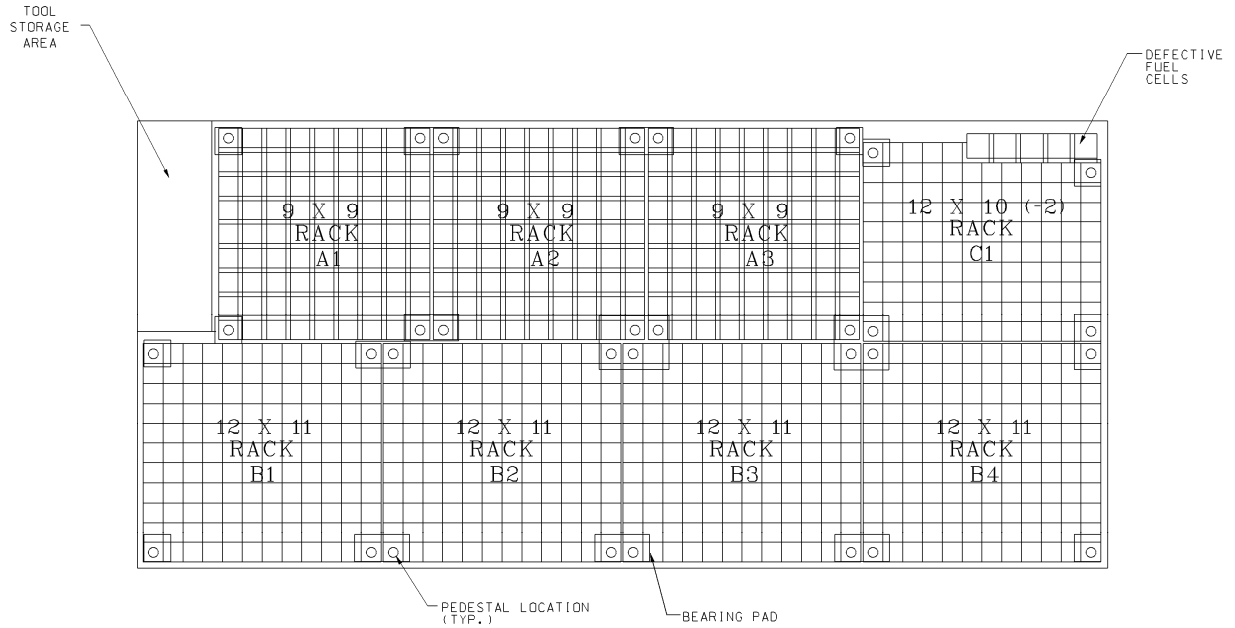 TOOL
STORAGE
AREA
DEFECTIVE
FUEL
CELLS
9 X 9
RACK
A1
9 X 9
RACK
A2
9 X 9
RACK
A3
12 X 10 (-2)
RACK
C1
12 X 11
RACK
B1
12 X 11
RACK
B2
12 X 11
RACK
B3
12 X 11
RACK
B4
PEDESTAL LOCATION
(TYP.)
BEARING PAD